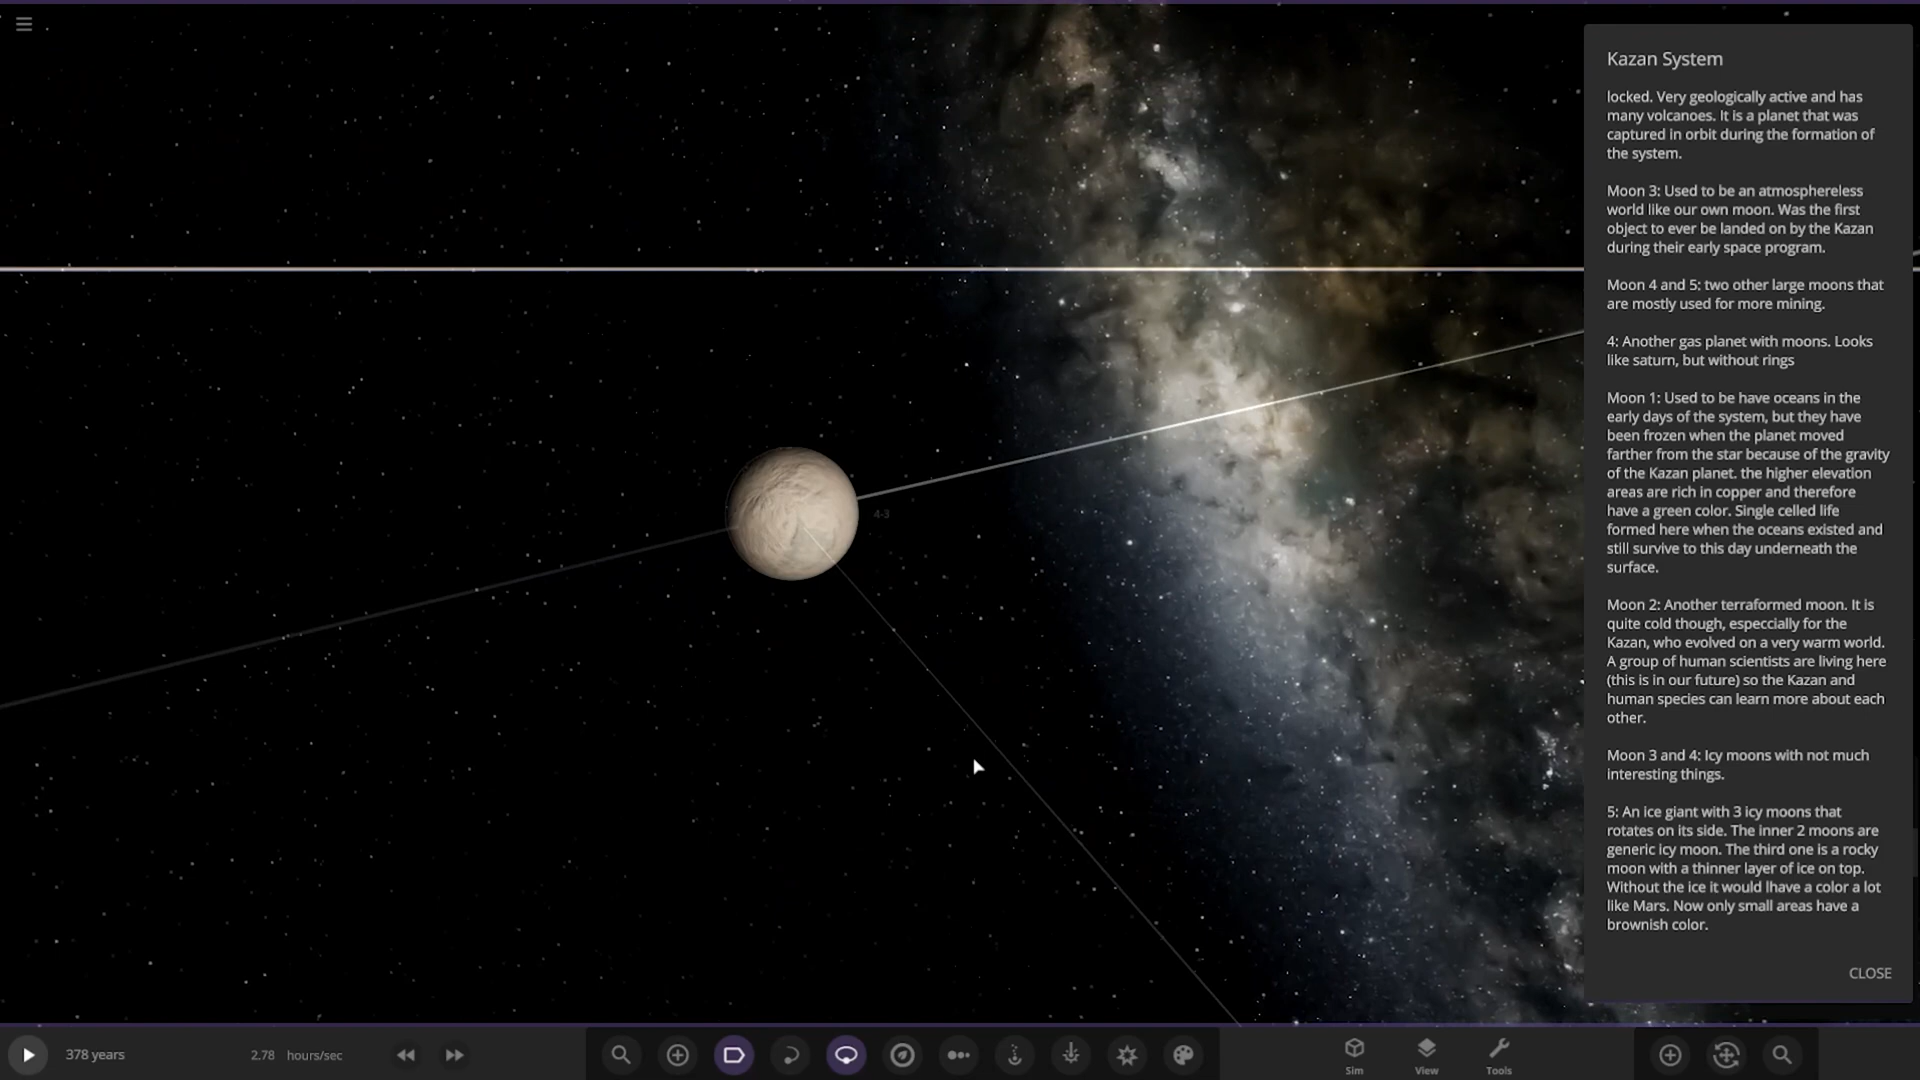 Kazan System
locked. Very geologically active and has
many volcanoes. It is a planet that was
captured in orbit during the formation of
the system.
Moon 3: Used to be an atmosphereless
world like our own moon. Was the first
object to ever be landed on by the Kazan
during their early space program.
Moon 4 and 5: two other large moons that
are mostly used for more mining.
4: Another gas planet with moons. Looks
like saturn, but without rings
Moon 1: Used to be have oceans in the
early days of the system, but they have
been frozen when the planet moved
farther from the star because of the gravity
of the Kazan planet. the higher elevation
areas are rich in copper and therefore
have a green color. Single celled life
formed here when the oceans existed and
still survive to this day underneath the
surface.
Moon 2: Another terraformed moon. It is
quite cold though, especcially for the
Kazan, who evolved on a very warm world.
A group of human scientists are living here
(this is in our future) so the Kazan and
human species can learn more about each
other.
Moon 3 and 4: Icy moons with not much
interesting things.
5: An ice giant with 3 icy moons that
rotates on its side. The inner 2 moons are
generic icy moon. The third one is a rocky
moon with a thinner layer of ice on top.
Without the ice it would lhave a color a lot
like Mars. Now only small areas have a
brownish color.
CLOSE
4-3
378 years
2.78 hours/sec
Sim
View
Tools